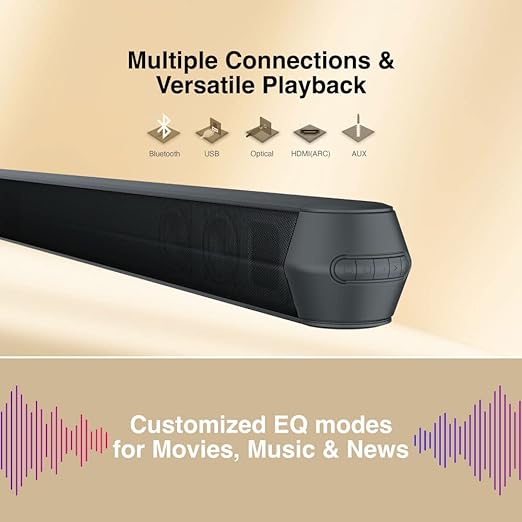 Multiple Connections &
Versatile Playback
Bluetooth USB Optical HDMI(ARC) AUX
Customized EQ modes
for Movies, Music & News